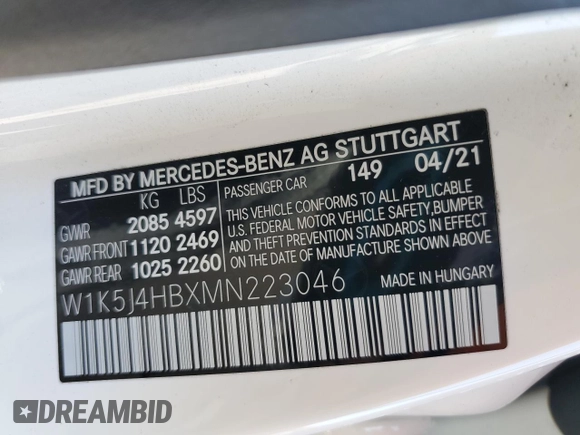 MFD BY MERCEDES-BENZ AG STUTTGART
KG LBS PASSENGER CAR 149 04/21
GVWR 2085 4597
GAWR FRONT 1120 2469
GAWR REAR 1025 2260
THIS VEHICLE CONFORMS TO ALL APPLICABLE
U.S. FEDERAL MOTOR VEHICLE SAFETY, BUMPER
AND THEFT PREVENTION STANDARDS IN EFFECT
ON THE DATE OF MANUFACTURE SHOWN ABOVE.
W1K5J4HBXMN223046 MADE IN HUNGARY
DREAMBID